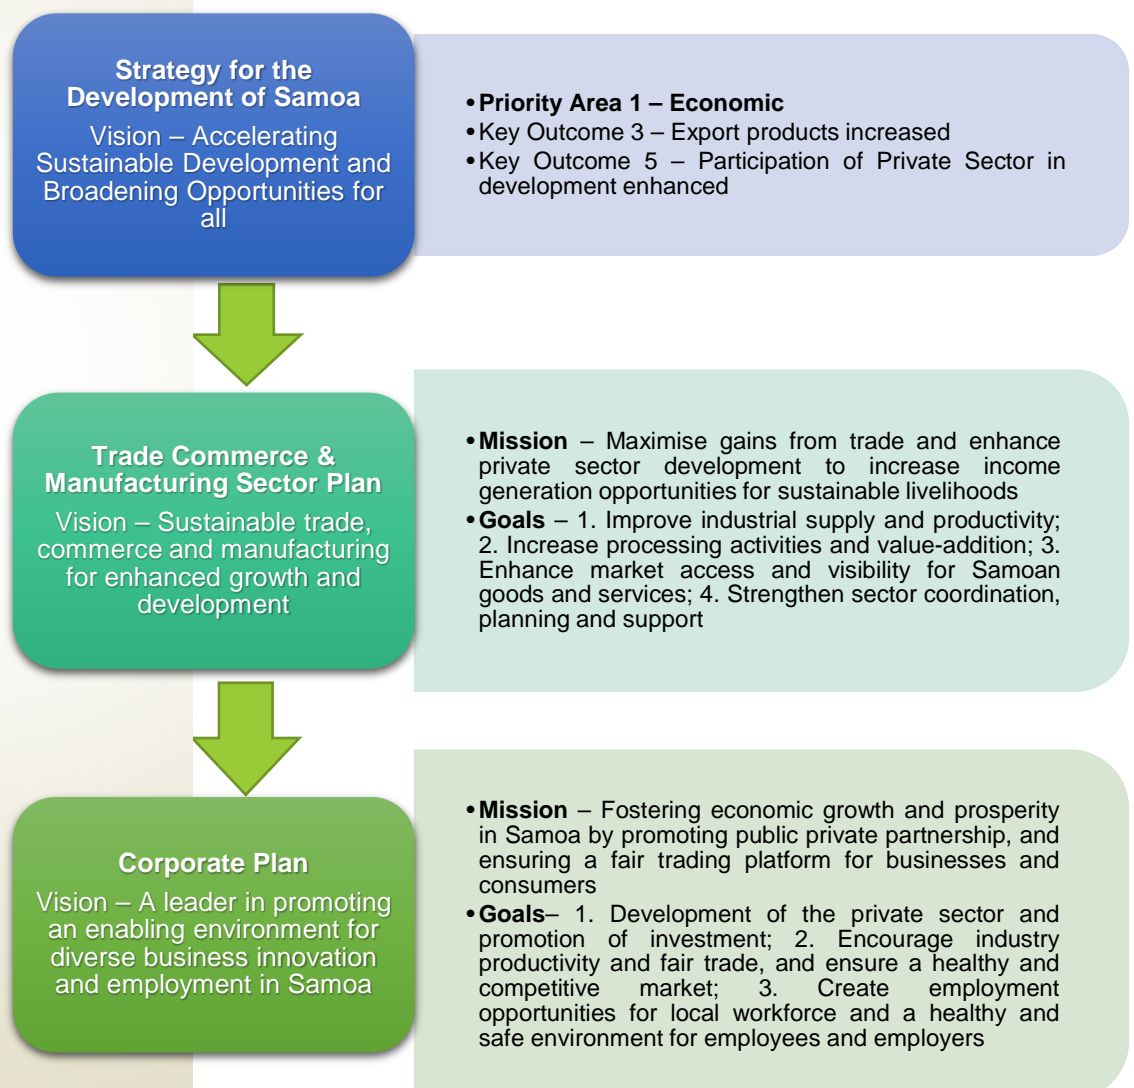 Strategy for the
Development of Samoa
Vision – Accelerating
Sustainable Development and
Broadening Opportunities for
all
•Priority Area 1 – Economic
•Key Outcome 3 – Export products increased
•Key Outcome 5 – Participation of Private Sector in
development enhanced
Trade Commerce &
Manufacturing Sector Plan
Vision – Sustainable trade,
commerce and manufacturing
for enhanced growth and
development
•Mission – Maximise gains from trade and enhance
private sector development to increase income
generation opportunities for sustainable livelihoods
•Goals – 1. Improve industrial supply and productivity;
2. Increase processing activities and value-addition; 3.
Enhance market access and visibility for Samoan
goods and services; 4. Strengthen sector coordination,
planning and support
Corporate Plan
Vision – A leader in promoting
an enabling environment for
diverse business innovation
and employment in Samoa
•Mission – Fostering economic growth and prosperity
in Samoa by promoting public private partnership, and
ensuring a fair trading platform for businesses and
consumers
•Goals– 1. Development of the private sector and
promotion of investment; 2. Encourage industry
productivity and fair trade, and ensure a healthy and
competitive market; 3. Create employment
opportunities for local workforce and a healthy and
safe environment for employees and employers